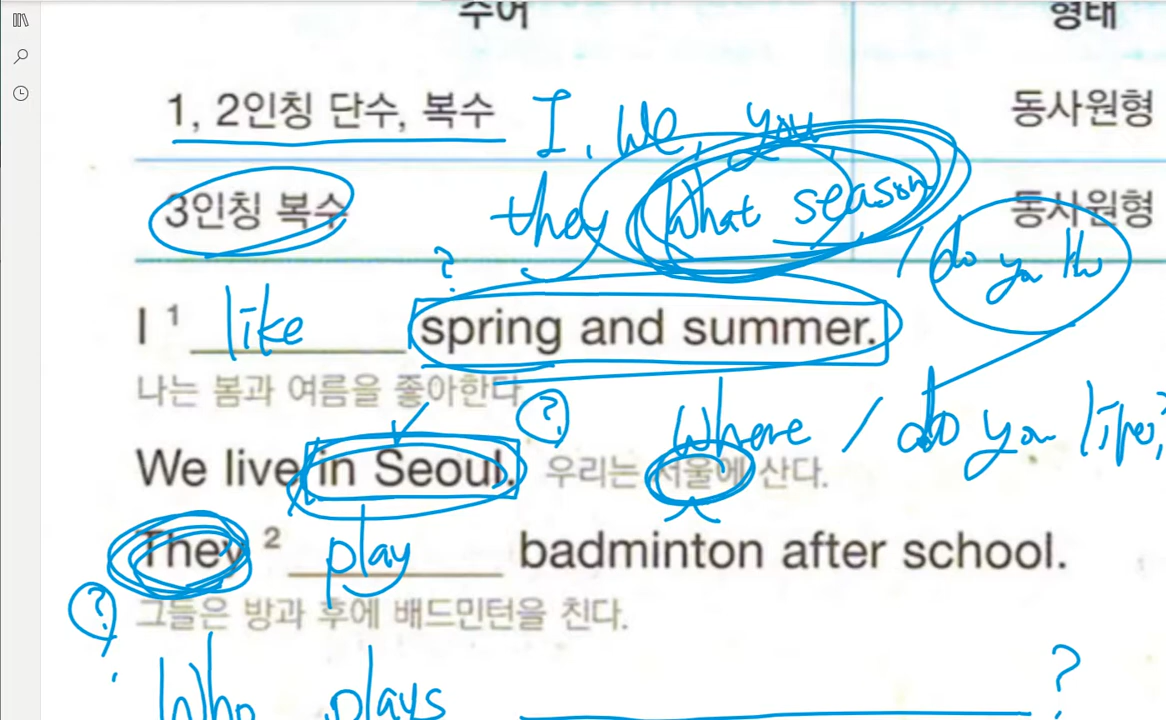 주어 형태
1, 2인칭 단수, 복수 I, we, you 동사원형
3인칭 복수 they What season 동사원형
? / do you
I ¹ like spring and summer.
나는 봄과 여름을 좋아한다
? Where / do you
We live in Seoul. 우리는 서울에 산다.
They ² play badminton after school.
? 그들은 방과 후에 배드민턴을 친다.
Who plays ?